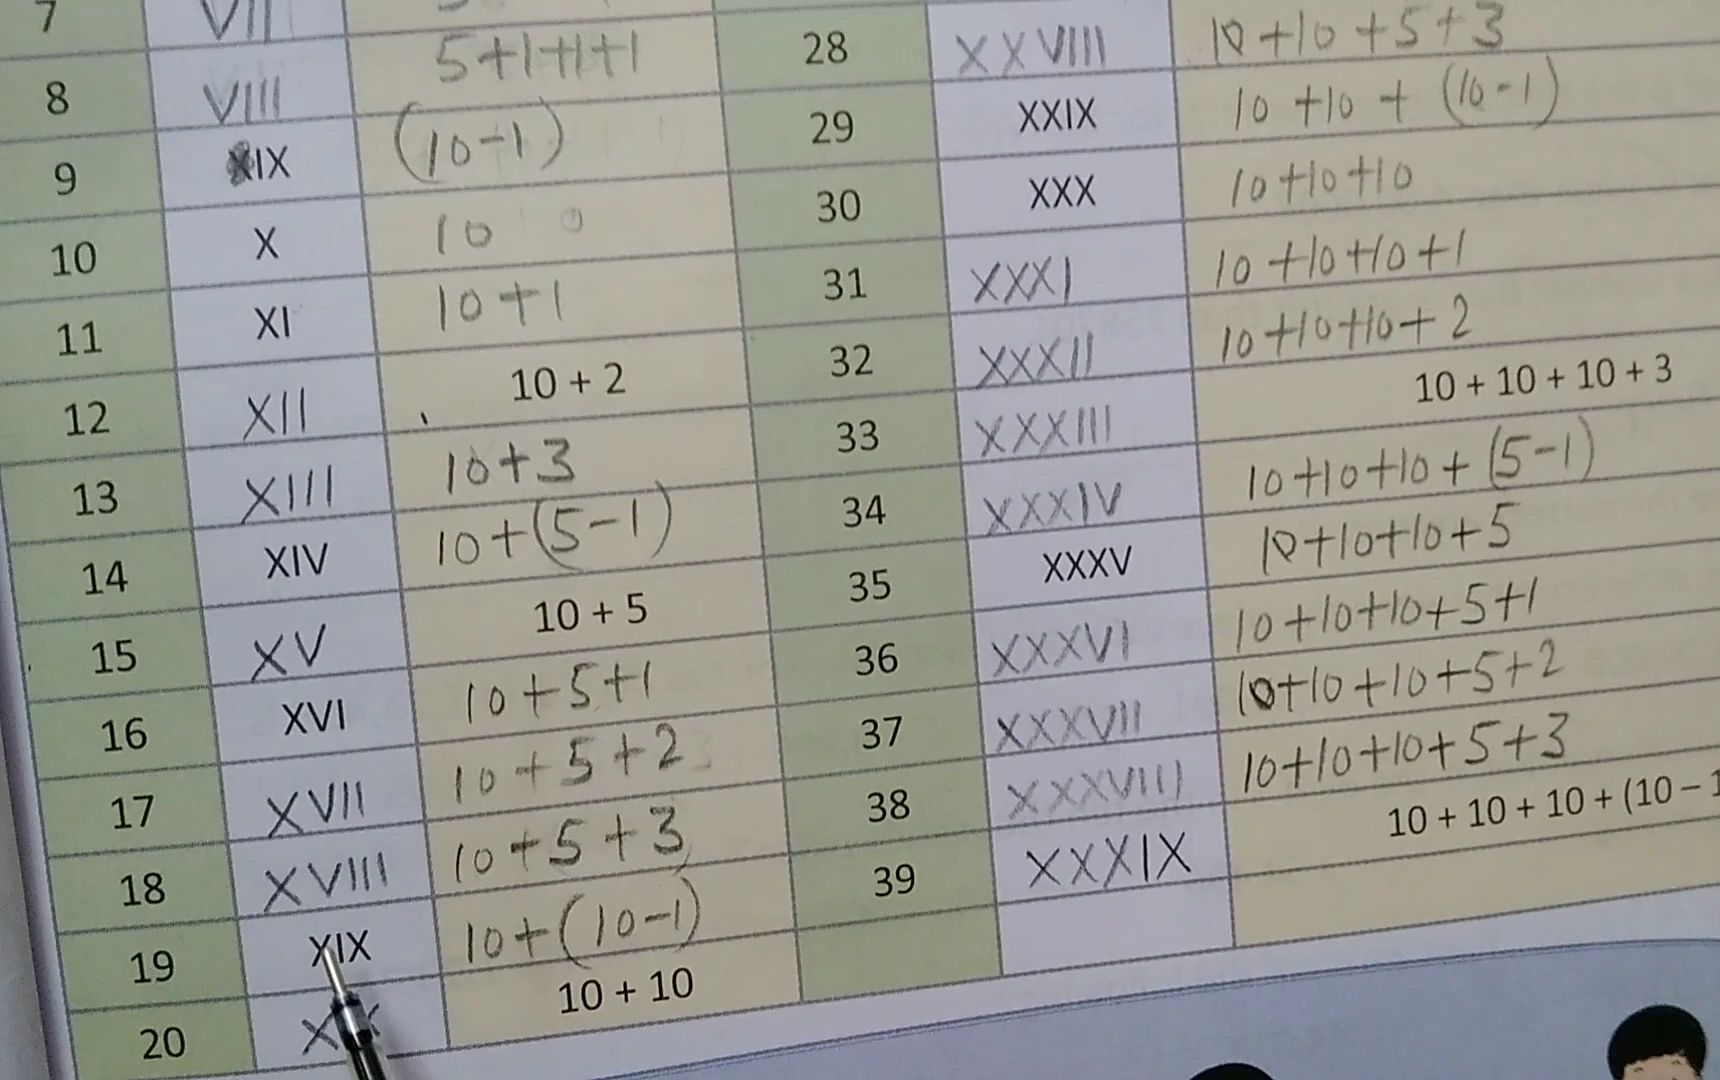 7 VII
8 VIII 5+1+1+1
9 IX (10-1)
10 X 10
11 XI 10+1
12 XII 10 + 2
13 XIII 10+3
14 XIV 10+(5-1)
15 XV 10 + 5
16 XVI 10+5+1
17 XVII 10+5+2
18 XVIII 10+5+3
19 XIX 10+(10-1)
20 10 + 10
28 XXVIII 10+10+5+3
29 XXIX 10+10+(10-1)
30 XXX 10+10+10
31 XXXI 10+10+10+1
32 XXXII 10+10+10+2
33 XXXIII 10 + 10 + 10 + 3
34 XXXIV 10+10+10+(5-1)
35 XXXV 10+10+10+5
36 XXXVI 10+10+10+5+1
37 XXXVII 10+10+10+5+2
38 XXXVIII 10+10+10+5+3
39 XXXIX 10 + 10 + 10 + (10 – 1